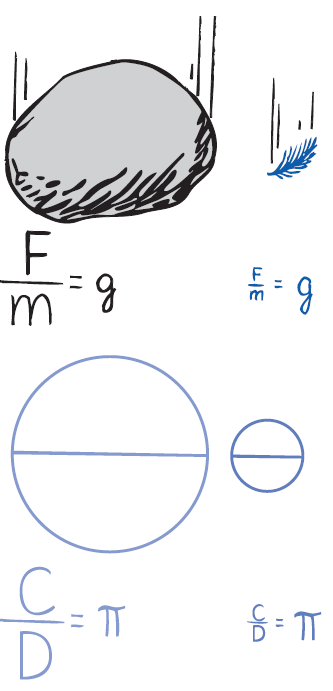 F/m = g
F/m = g
C/D = π
C/D = π